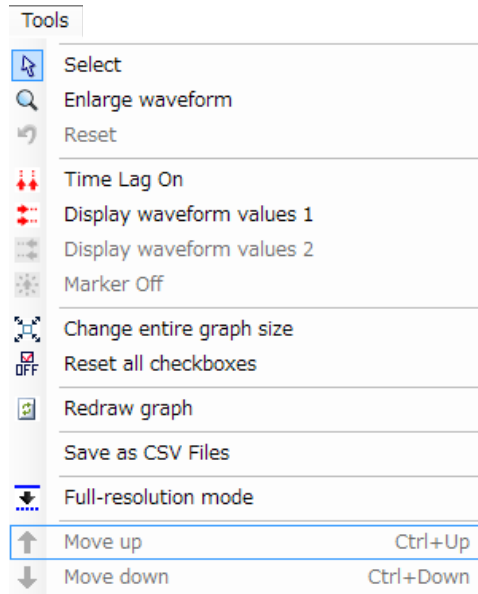 Tools
Select
Enlarge waveform
Reset
Time Lag On
Display waveform values 1
Display waveform values 2
Marker Off
Change entire graph size
OFF Reset all checkboxes
Redraw graph
Save as CSV Files
Full-resolution mode
Move up Ctrl+Up
Move down Ctrl+Down